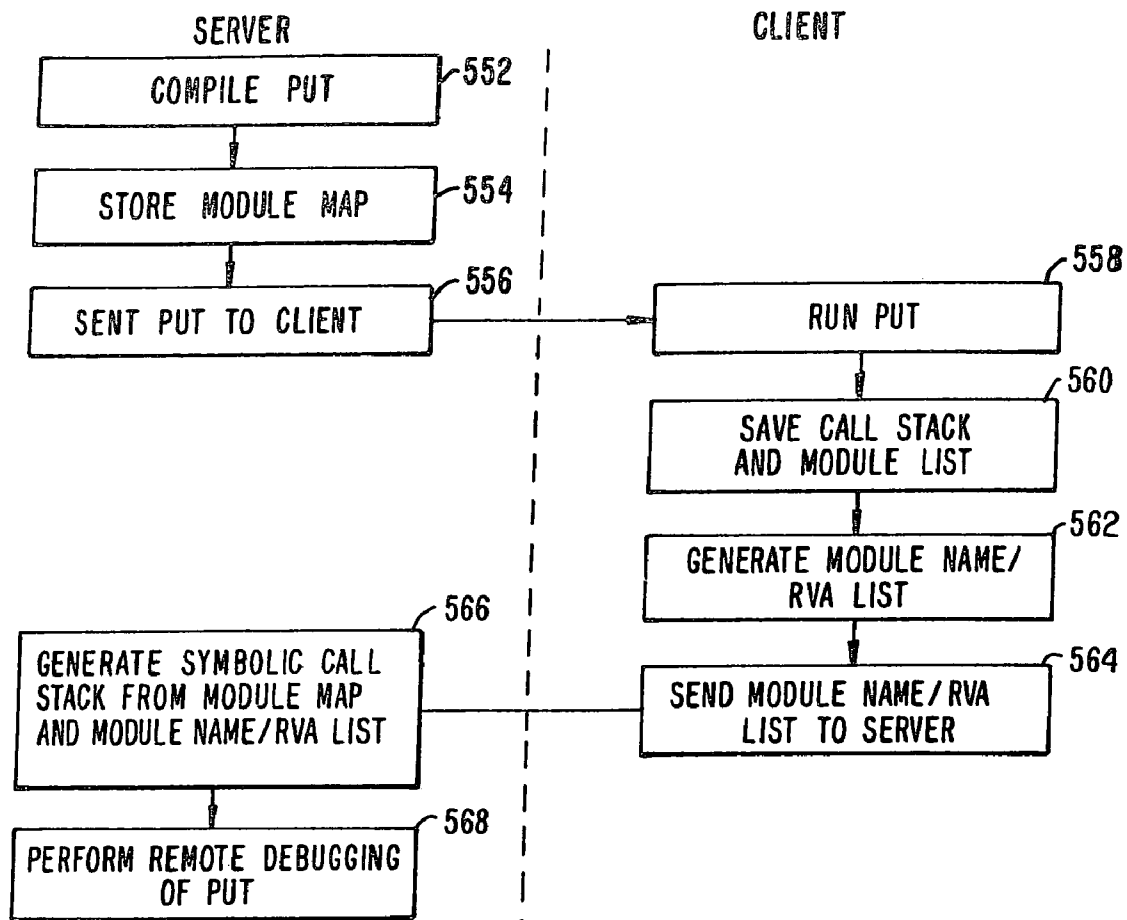 SERVER
CLIENT
COMPILE PUT
552
STORE MODULE MAP
554
SENT PUT TO CLIENT
556
RUN PUT
558
SAVE CALL STACK
AND MODULE LIST
560
GENERATE MODULE NAME/
RVA LIST
562
SEND MODULE NAME/RVA
LIST TO SERVER
564
GENERATE SYMBOLIC CALL
STACK FROM MODULE MAP
AND MODULE NAME/RVA LIST
566
PERFORM REMOTE DEBUGGING
OF PUT
568